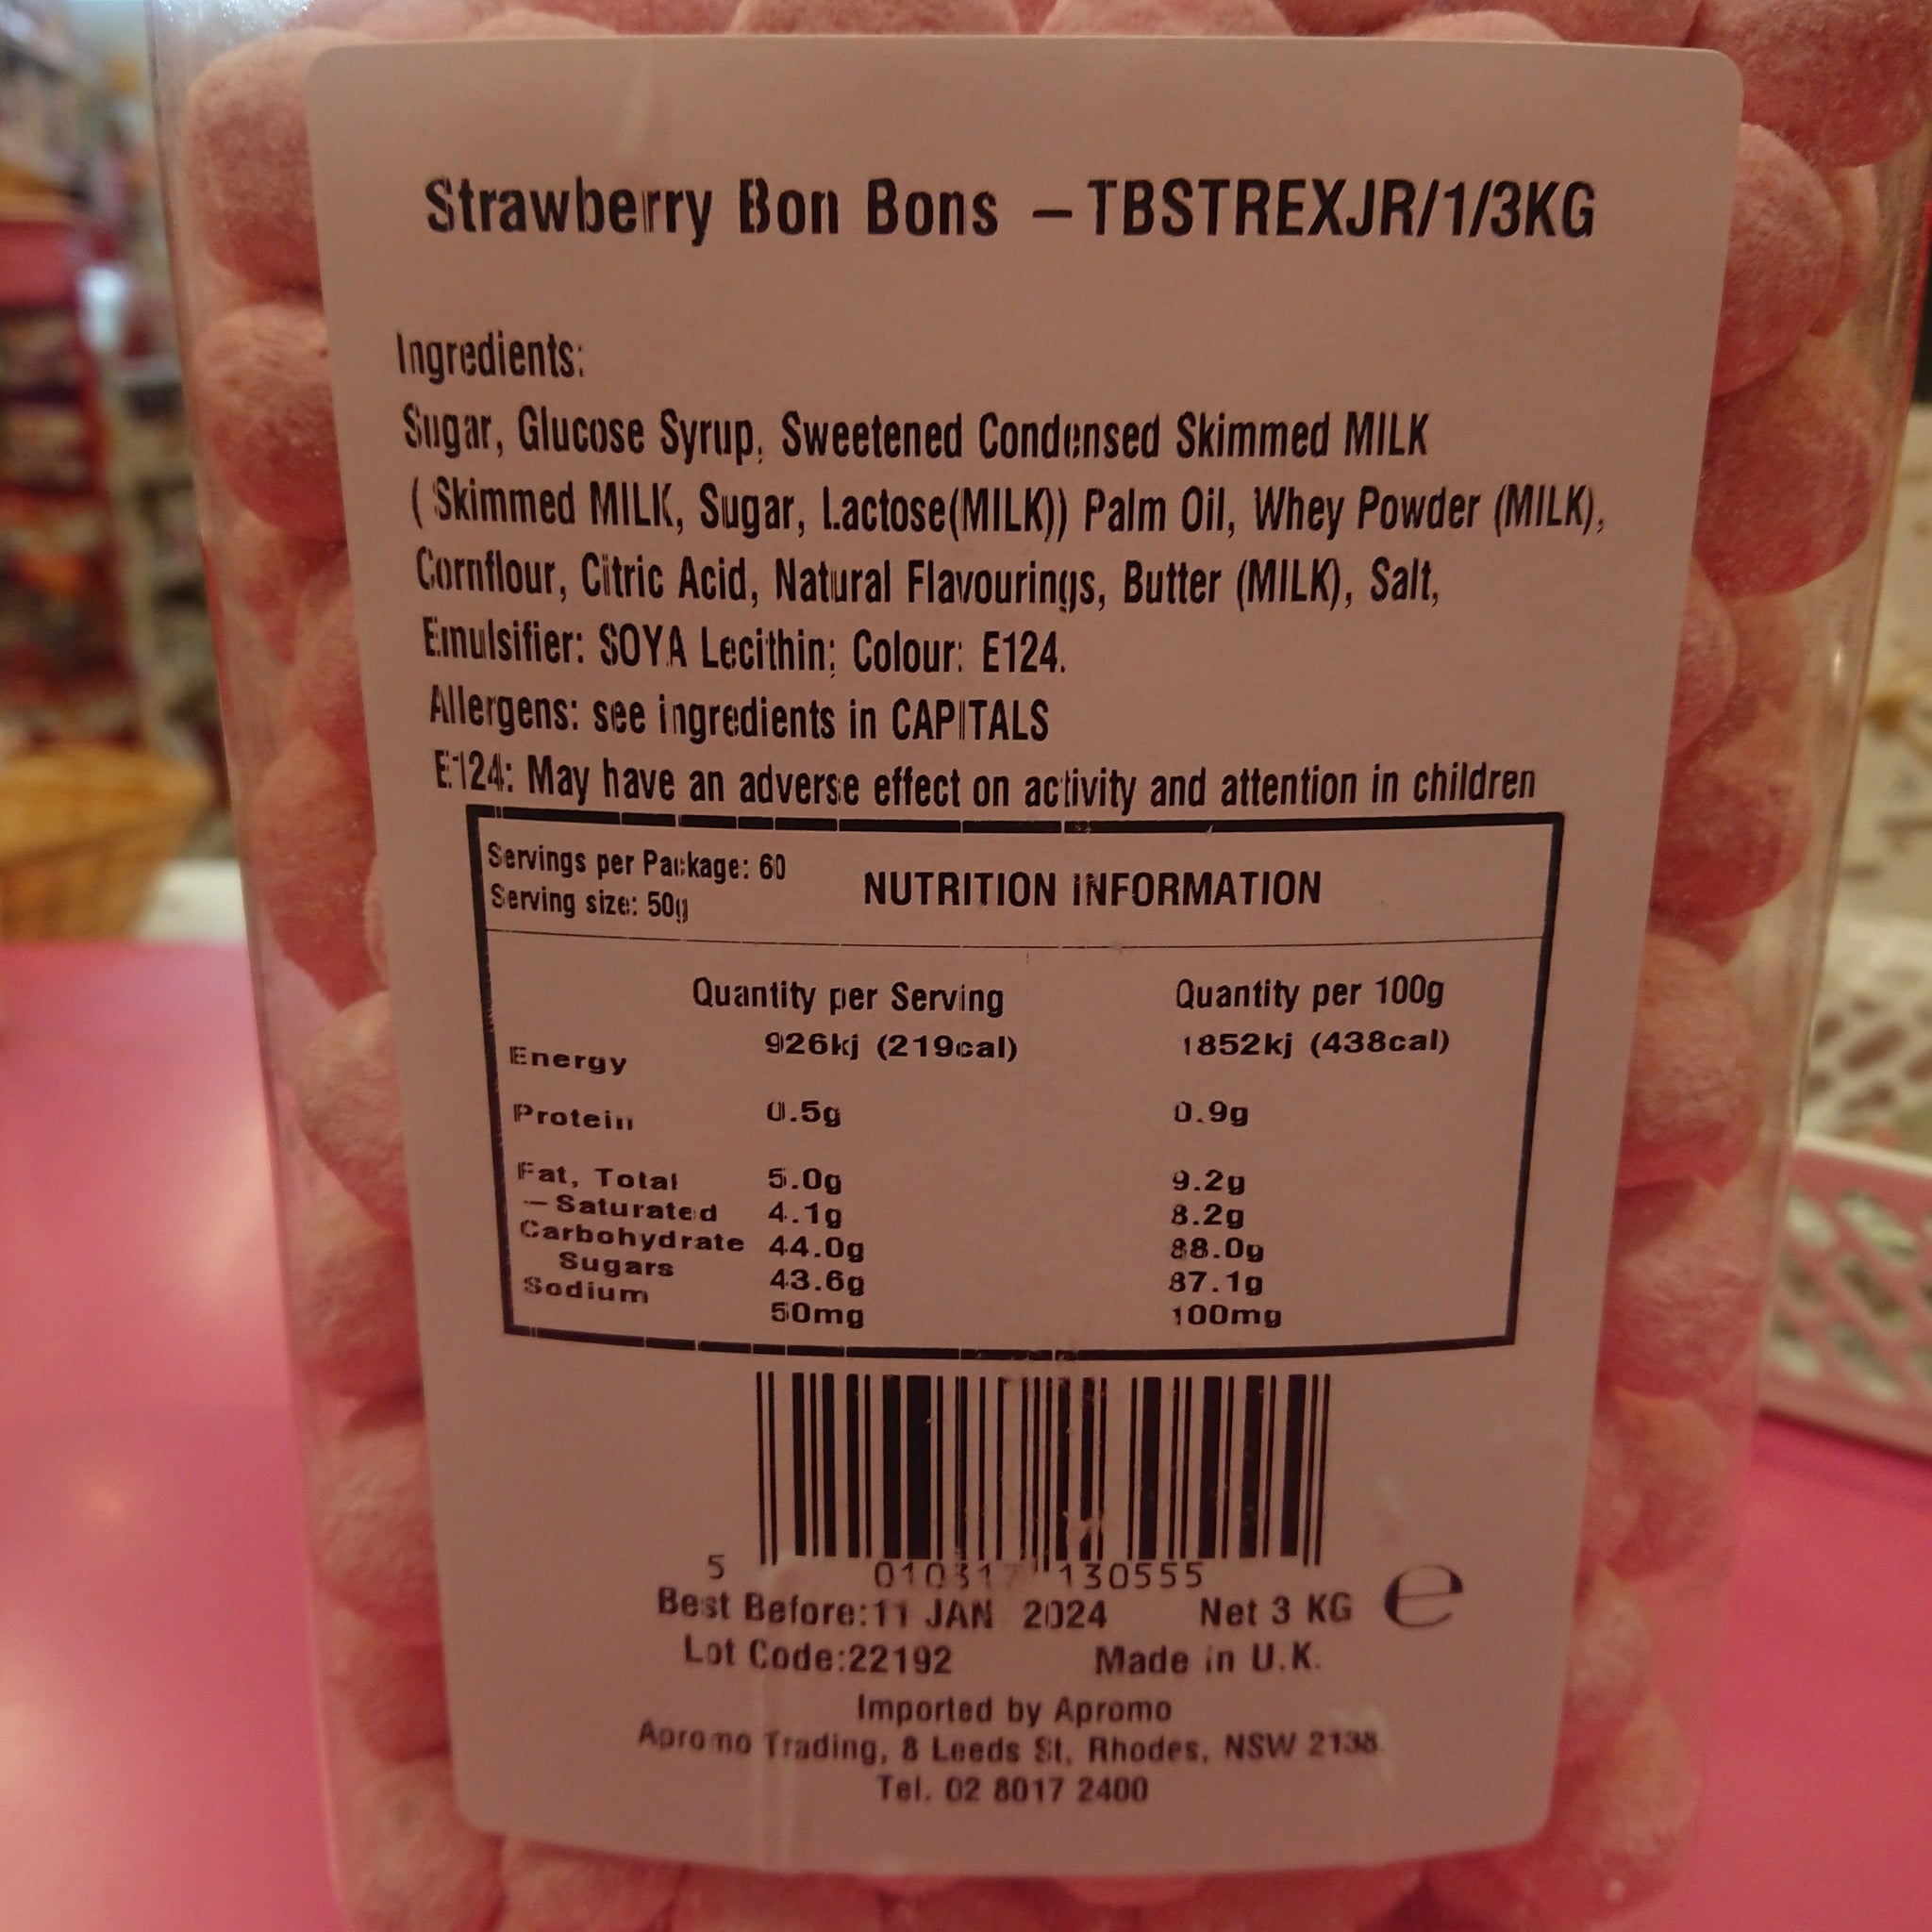 Strawberry Bon Bons – TBSTREXJR/1/3KG
Ingredients:
Sugar, Glucose Syrup, Sweetened Condensed Skimmed MILK
( Skimmed MILK, Sugar, Lactose(MILK)) Palm Oil, Whey Powder (MILK),
Cornflour, Citric Acid, Natural Flavourings, Butter (MILK), Salt,
Emulsifier: SOYA Lecithin; Colour: E124.
Allergens: see ingredients in CAPITALS
E124: May have an adverse effect on activity and attention in children
Servings per Package: 60
Serving size: 50g
NUTRITION INFORMATION
Quantity per Serving Quantity per 100g
Energy 926kj (219cal) 1852kj (438cal)
Protein 0.5g 0.9g
Fat, Total 5.0g 9.2g
– Saturated 4.1g 8.2g
Carbohydrate 44.0g 88.0g
Sugars 43.6g 87.1g
Sodium 50mg 100mg
5 010317 130555
Best Before:11 JAN 2024 Net 3 KG e
Lot Code:22192 Made in U.K.
Imported by Apromo
Apromo Trading, 8 Leeds St, Rhodes, NSW 2138
Tel. 02 8017 2400